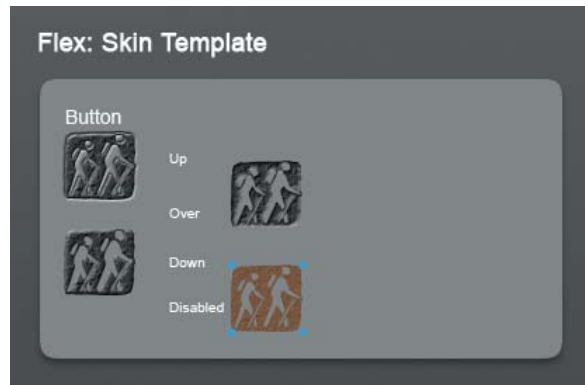 Flex: Skin Template
Button
Up
Over
Down
Disabled